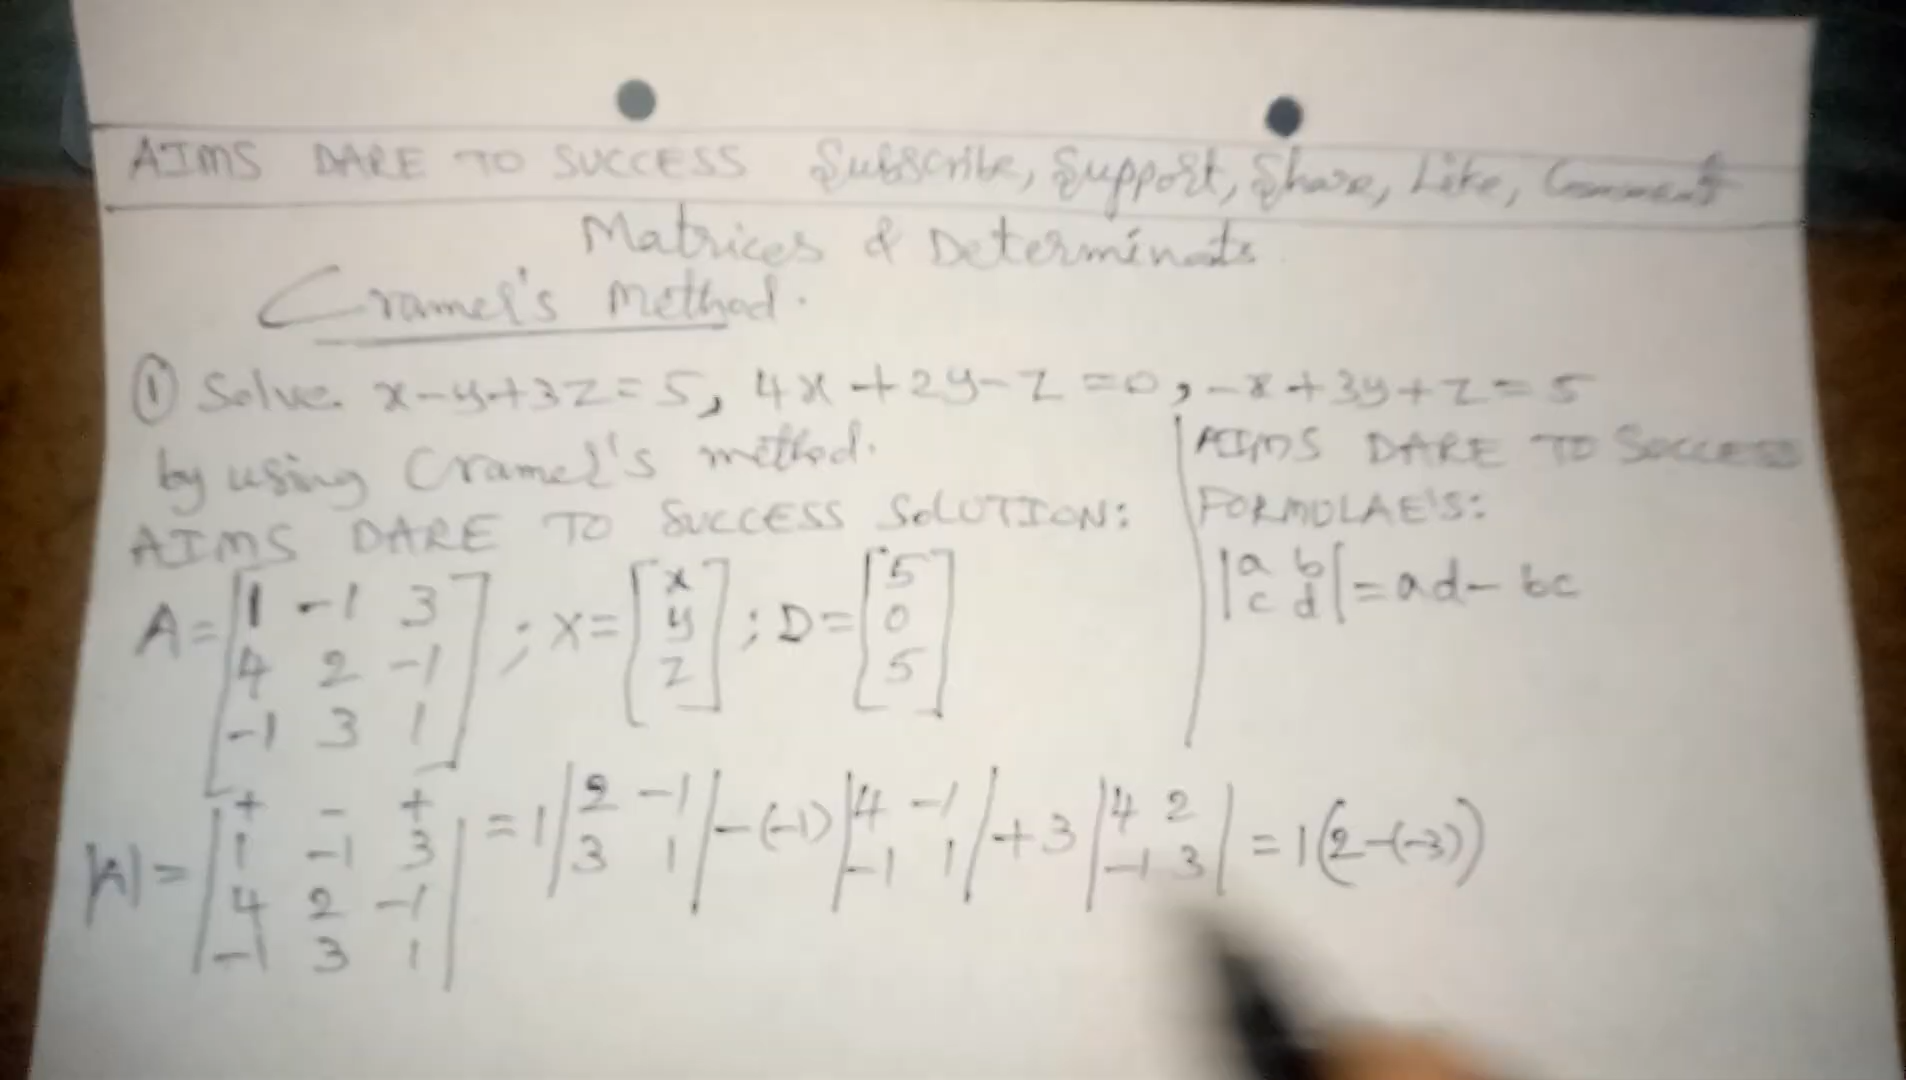 AIMS DARE TO SUCCESS Subscribe, Support, Share, Like, Comment
Matrices & Determinats
Cramer's Method.
① Solve x-y+3z=5, 4x+2y-z=0, -x+3y+z=5
by using Cramer's method.
AIMS DARE TO SUCCESS SOLUTION:
AIMS DARE TO SUCCESS
FORMULAE'S:
|a b| = ad - bc
|c d|
A = [1 -1 3] ; X = [x] ; D = [5]
[4 2 -1] [y] [0]
[-1 3 1] [z] [5]
+ - +
|A| = |1 -1 3| = 1 |2 -1| -(-1) |4 -1| + 3 |4 2| = 1(2-(-3))
|4 2 -1| |3 1| |-1 1| |-1 3|
|-1 3 1|